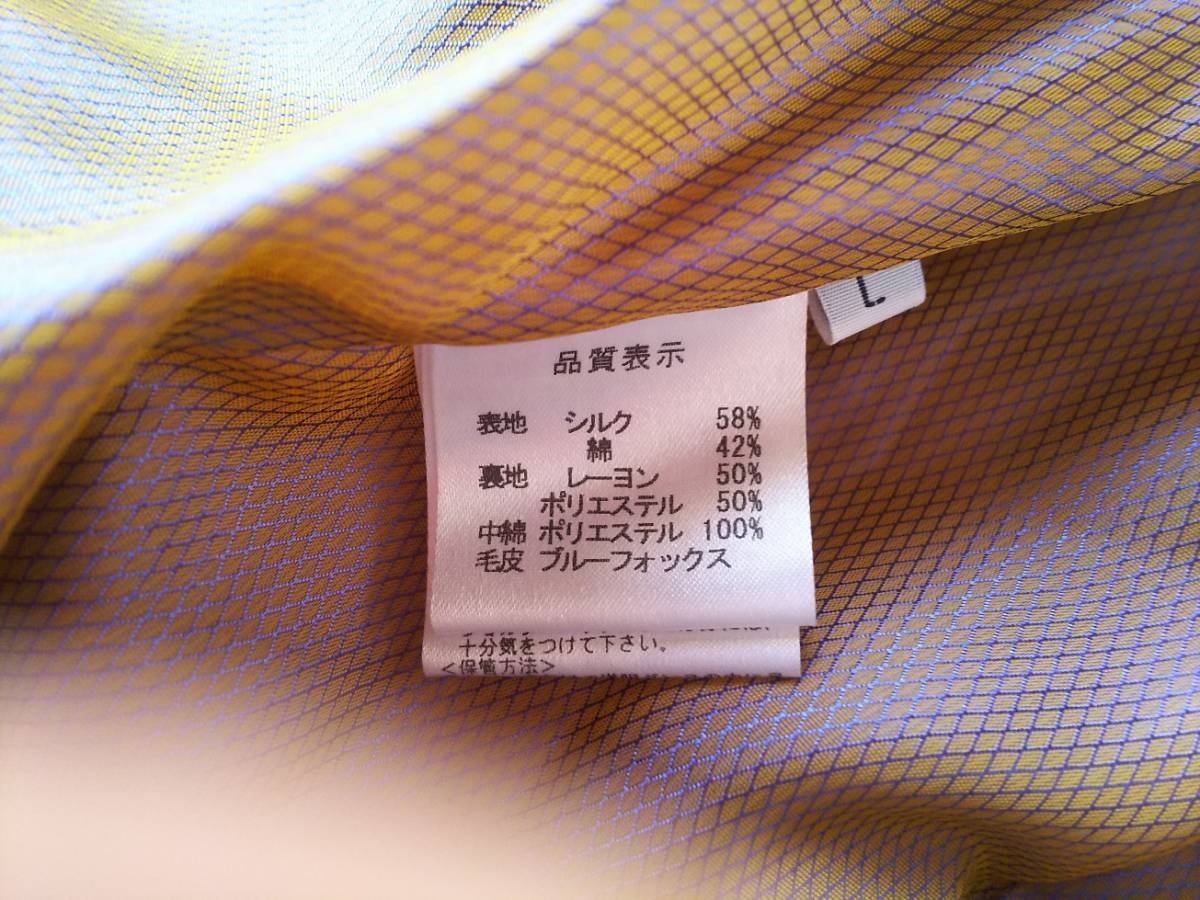 L
品質表示
表地 シルク 58%
綿 42%
裏地 レーヨン 50%
ポリエステル 50%
中綿 ポリエステル 100%
毛皮 ブルーフォックス
十分気をつけて下さい。
<保管方法>